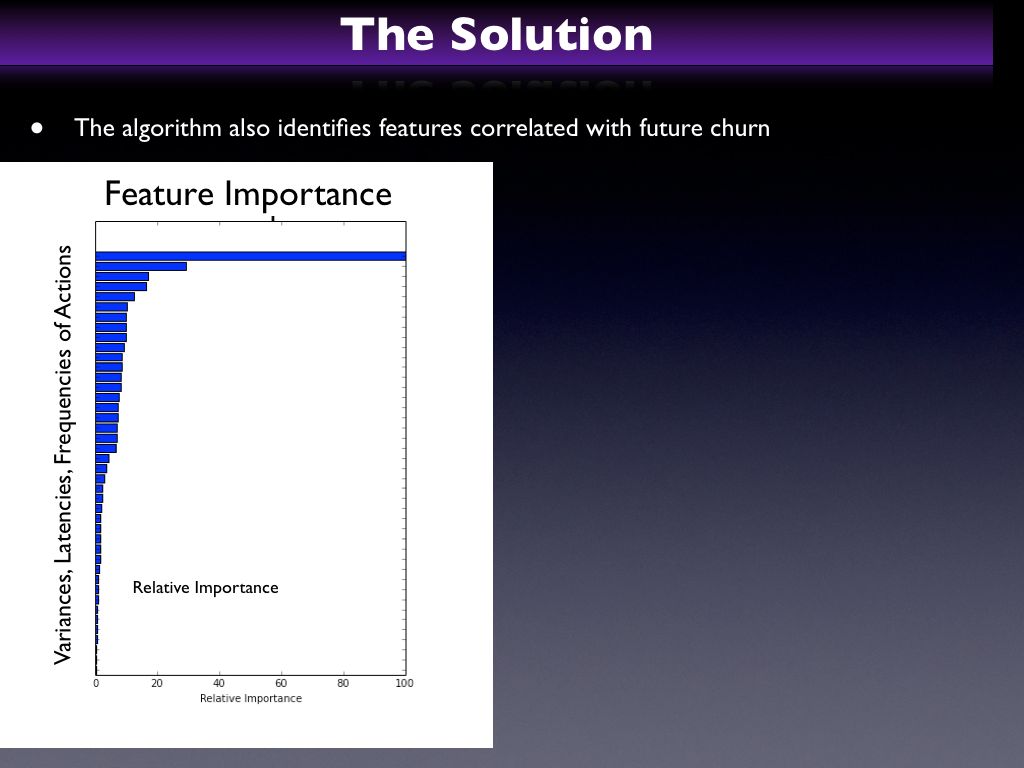 The Solution
• The algorithm also identifies features correlated with future churn
Feature Importance
Variances, Latencies, Frequencies of Actions
Relative Importance
0 20 40 60 80 100
Relative Importance